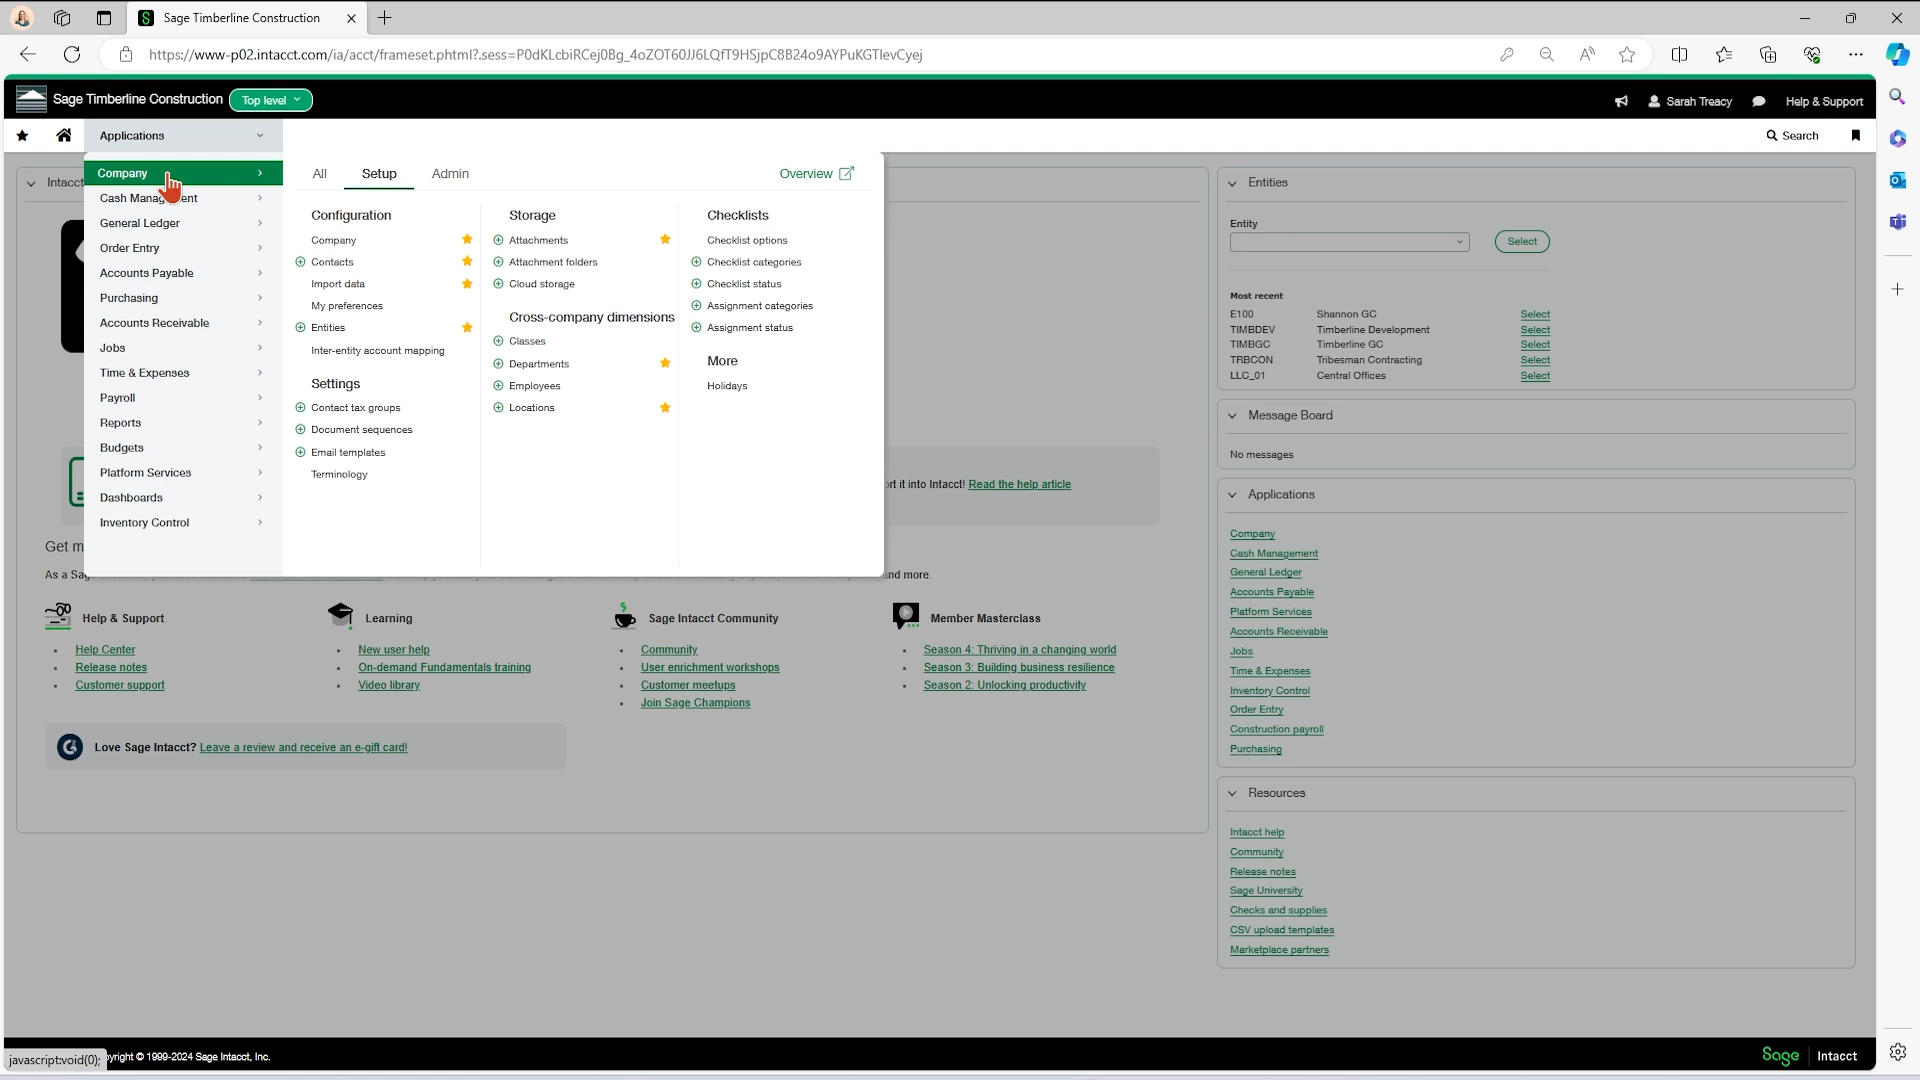 Sage Timberline Construction
https://www-p02.intacct.com/ia/acct/frameset.phtml?.sess=P0dKLcbiRCej0Bg_4oZOT60JJ6LQfT9HSjpC8B24o9AYPuKGTIevCyej
Sage Timberline Construction
Top level
Sarah Treacy
Help & Support
Applications
Search
Intacct
Company
Cash Management
General Ledger
Order Entry
Accounts Payable
Purchasing
Accounts Receivable
Jobs
Time & Expenses
Payroll
Reports
Budgets
Platform Services
Dashboards
Inventory Control
All
Setup
Admin
Overview
Configuration
Company
Contacts
Import data
My preferences
Entities
Inter-entity account mapping
Settings
Contact tax groups
Document sequences
Email templates
Terminology
Storage
Attachments
Attachment folders
Cloud storage
Cross-company dimensions
Classes
Departments
Employees
Locations
Checklists
Checklist options
Checklist categories
Checklist status
Assignment categories
Assignment status
More
Holidays
it into Intacct! Read the help article
Get
As a
and more.
Help & Support
Help Center
Release notes
Customer support
Learning
New user help
On-demand Fundamentals training
Video library
Sage Intacct Community
Community
User enrichment workshops
Customer meetups
Join Sage Champions
Member Masterclass
Season 4: Thriving in a changing world
Season 3: Building business resilience
Season 2: Unlocking productivity
Love Sage Intacct? Leave a review and receive an e-gift card!
Entities
Entity
Select
Most recent
E100 Shannon GC Select
TIMBDEV Timberline Development Select
TIMBGC Timberline GC Select
TRBCON Tribesman Contracting Select
LLC_01 Central Offices Select
Message Board
No messages
Applications
Company
Cash Management
General Ledger
Accounts Payable
Platform Services
Accounts Receivable
Jobs
Time & Expenses
Inventory Control
Order Entry
Construction payroll
Purchasing
Resources
Intacct help
Community
Release notes
Sage University
Checks and supplies
CSV upload templates
Marketplace partners
javascript:void(0);
yright © 1999-2024 Sage Intacct, Inc.
Sage Intacct